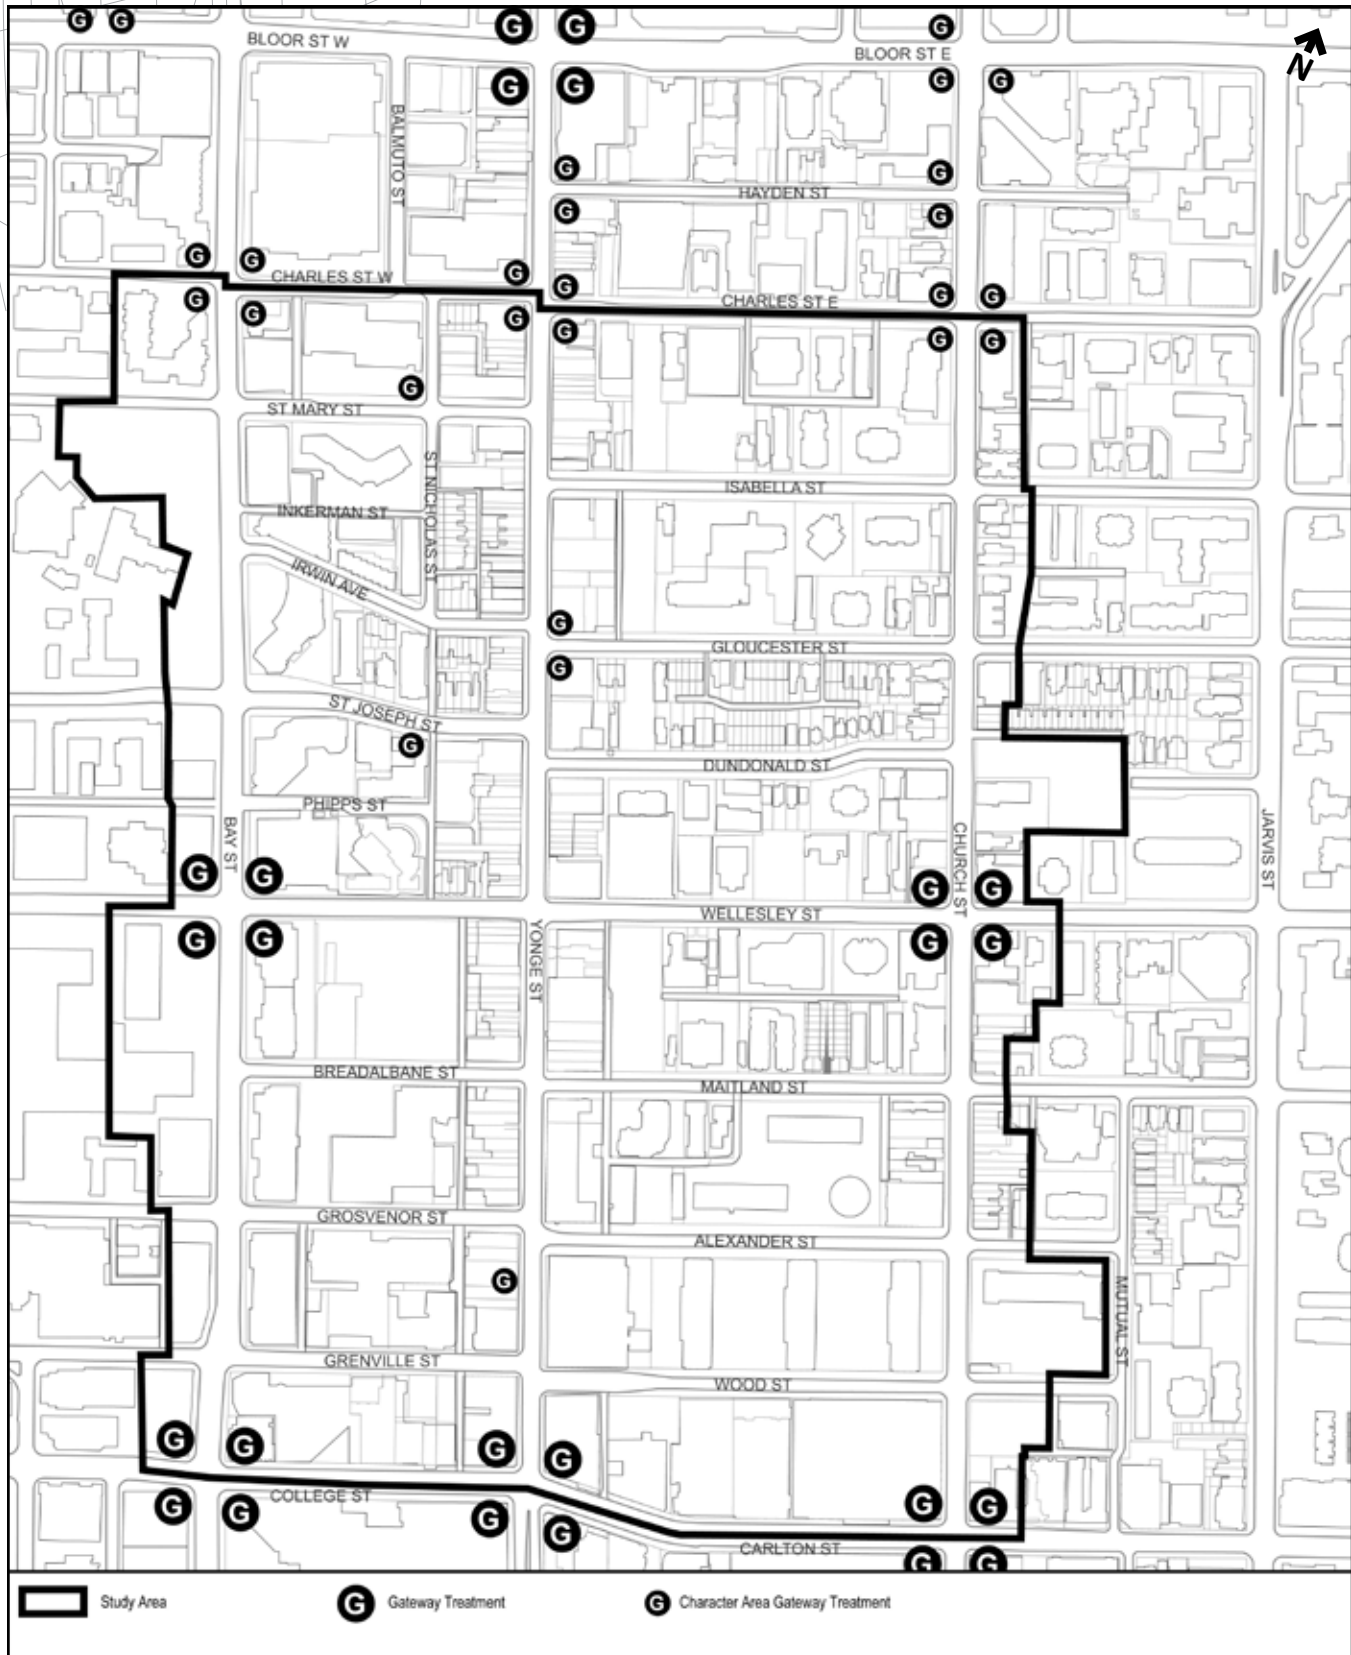 G G G G G
BLOOR ST W
BLOOR ST E
N
G G G G
BALMUTO ST
G G
HAYDEN ST
G G
G G G G G G
CHARLES ST W
CHARLES ST E
G G G G G G
G
ST MARY ST
ST NICHOLAS ST
ISABELLA ST
INKERMAN ST
IRWIN AVE
G
GLOUCESTER ST
G
ST JOSEPH ST
G
DUNDONALD ST
PHIPPS ST
BAY ST
CHURCH ST
JARVIS ST
G G G G
WELLESLEY ST
YONGE ST
G G G G
BREADALBANE ST
MAITLAND ST
GROSVENOR ST
ALEXANDER ST
G
MUTUAL ST
GRENVILLE ST
WOOD ST
G G G G G G
COLLEGE ST
G G G G
CARLTON ST
G G
Study Area
G Gateway Treatment
G Character Area Gateway Treatment